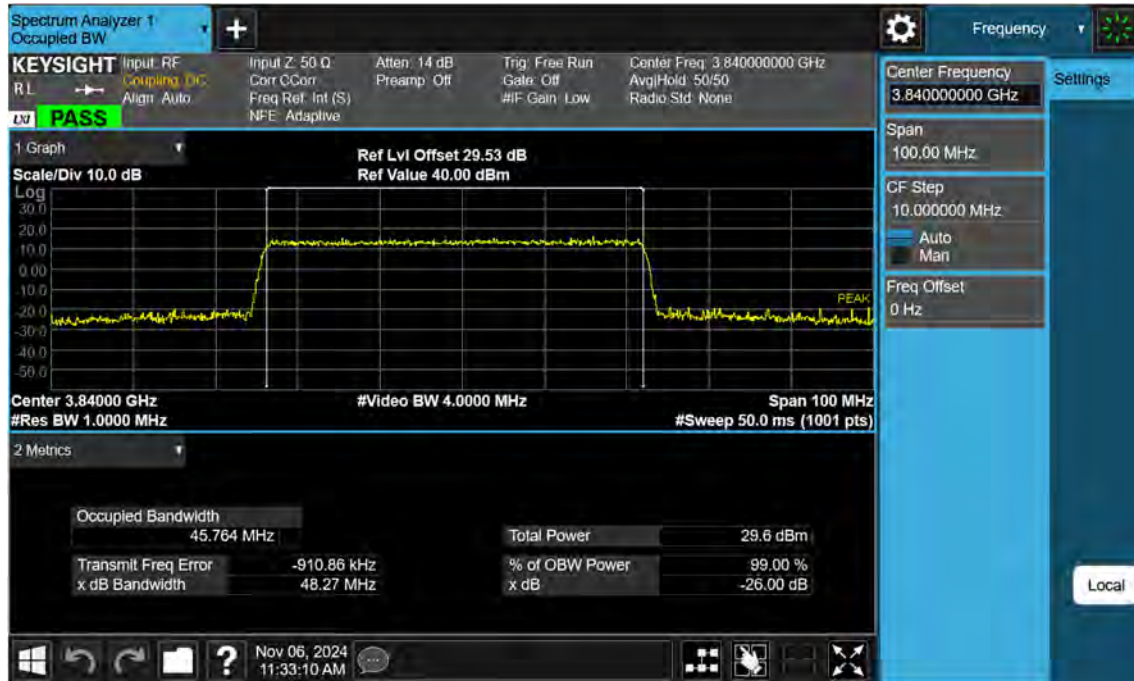 Spectrum Analyzer 1
Occupied BW
+
Frequency
KEYSIGHT Input: RF Input Z: 50 Ω Atten: 14 dB Trig: Free Run Center Freq: 3.840000000 GHz
RL Coupling: DC Corr CCorr Preamp: Off Gate: Off Avg|Hold: 50/50
Align: Auto Freq Ref: Int (S) #IF Gain: Low Radio Std: None
LXI PASS NFE: Adaptive
1 Graph
Ref Lvl Offset 29.53 dB
Scale/Div 10.0 dB Ref Value 40.00 dBm
Log
30.0
20.0
10.0
0.00
-10.0
PEAK
-20.0
-30.0
-40.0
-50.0
Center 3.84000 GHz #Video BW 4.0000 MHz Span 100 MHz
#Res BW 1.0000 MHz #Sweep 50.0 ms (1001 pts)
2 Metrics
Occupied Bandwidth
45.764 MHz Total Power 29.6 dBm
Transmit Freq Error -910.86 kHz % of OBW Power 99.00 %
x dB Bandwidth 48.27 MHz x dB -26.00 dB
Center Frequency
3.840000000 GHz
Settings
Span
100.00 MHz
CF Step
10.000000 MHz
Auto
Man
Freq Offset
0 Hz
Local
?
Nov 06, 2024
11:33:10 AM